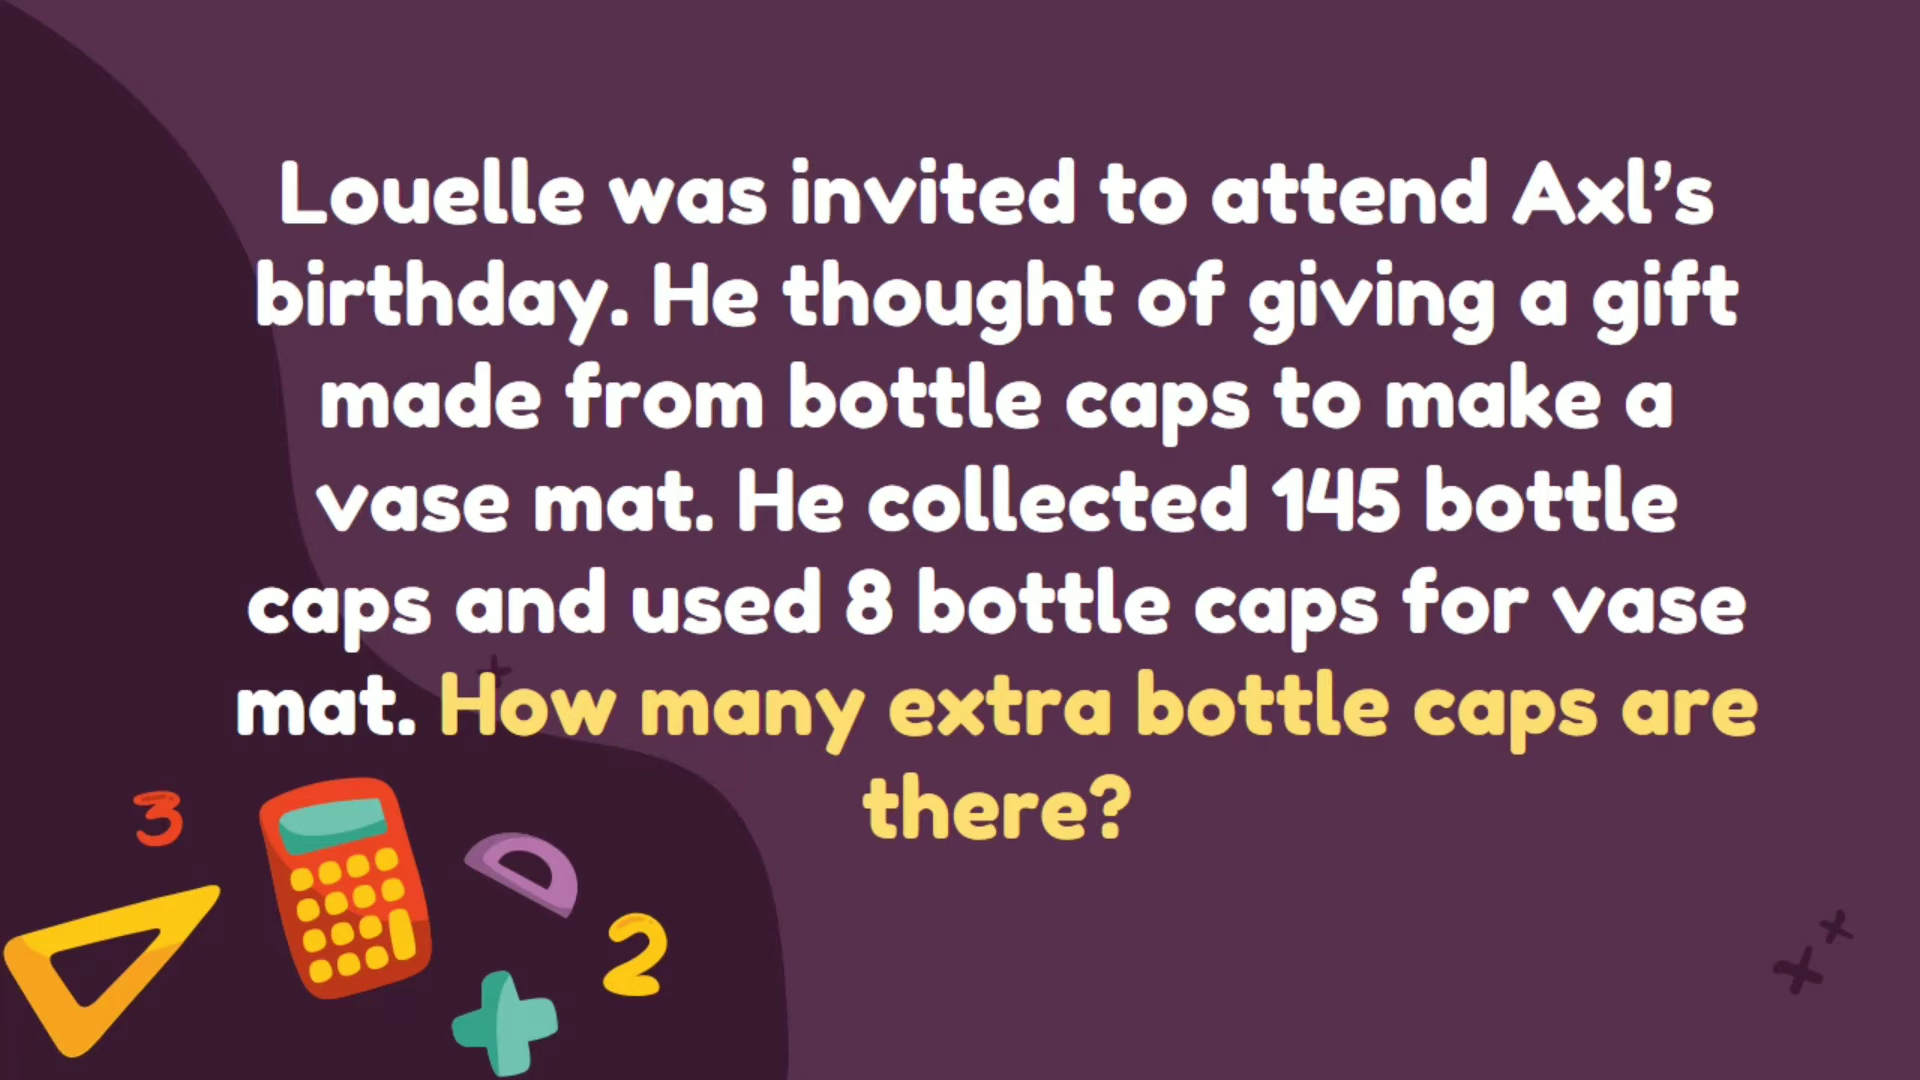 Louelle was invited to attend Axl’s
birthday. He thought of giving a gift
made from bottle caps to make a
vase mat. He collected 145 bottle
caps and used 8 bottle caps for vase
mat. How many extra bottle caps are
there?
3
2